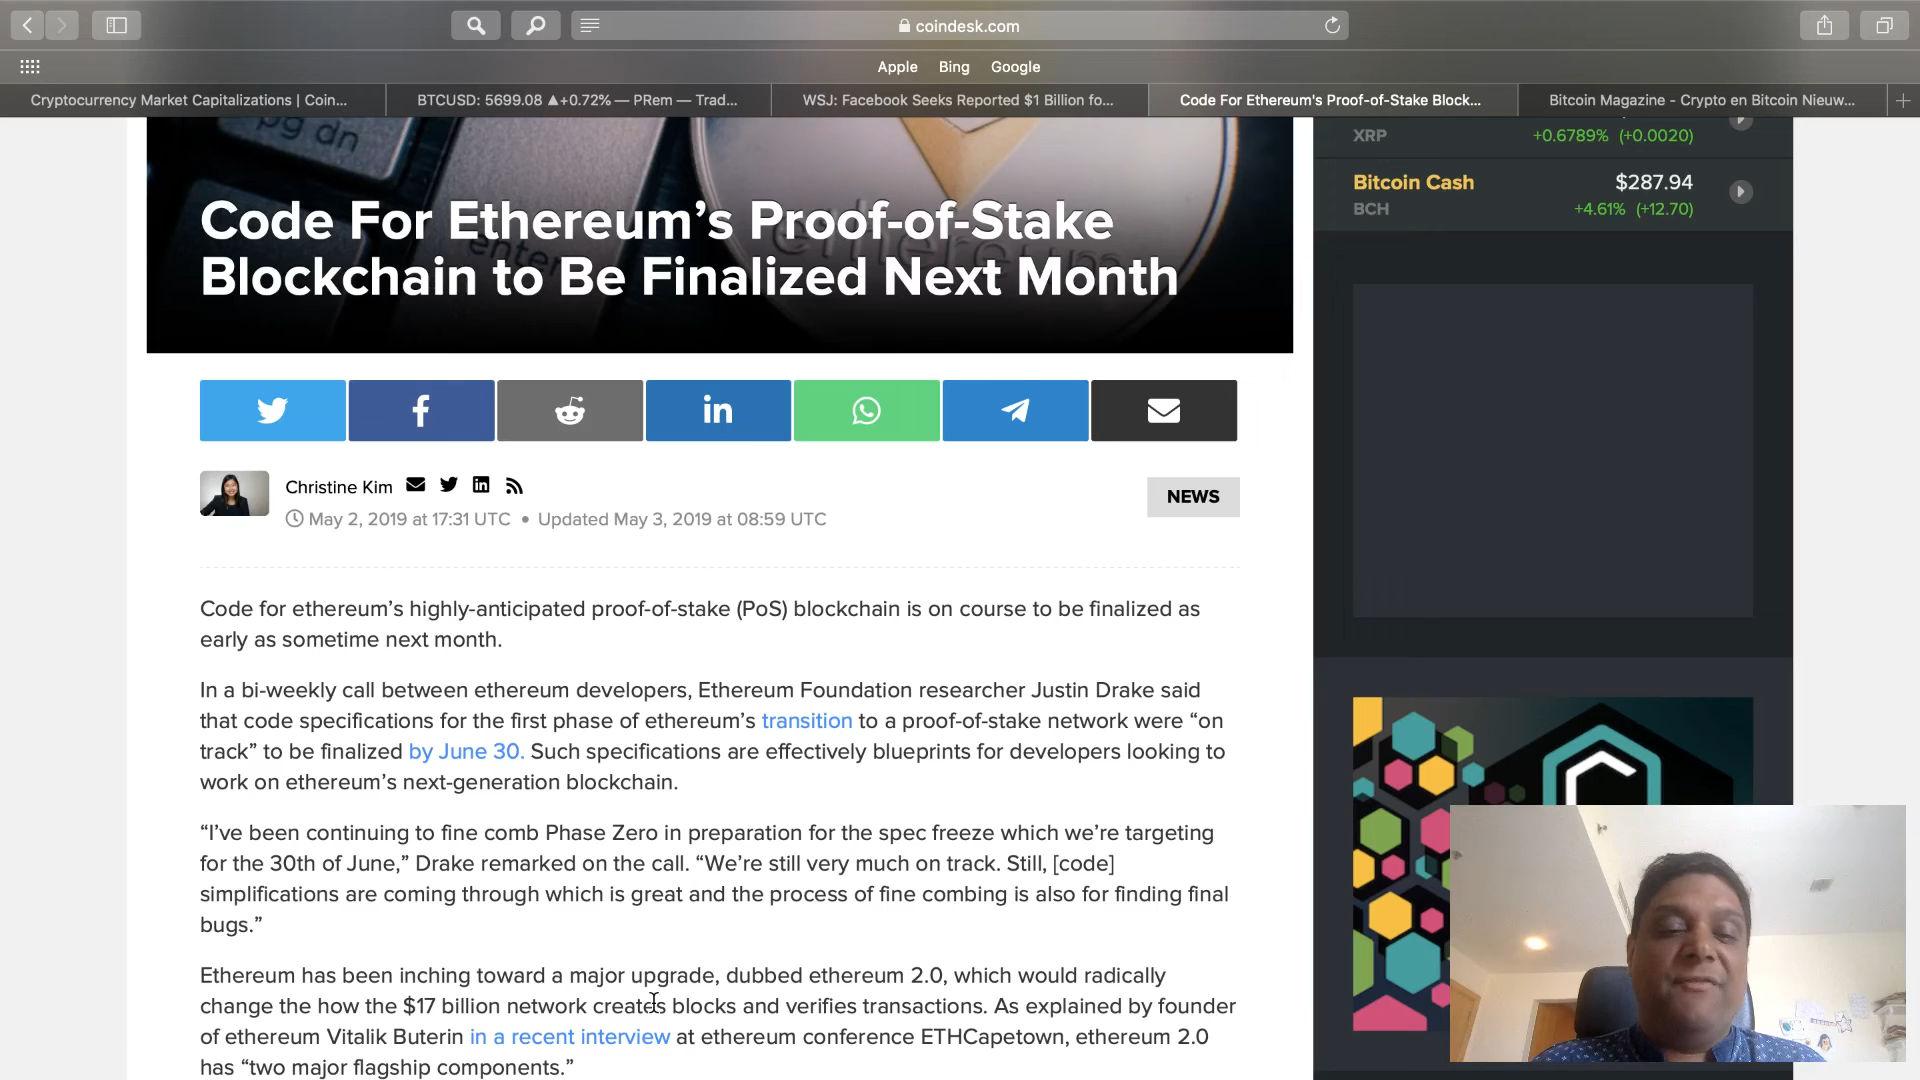 coindesk.com
Apple Bing Google
Cryptocurrency Market Capitalizations | Coin...
BTCUSD: 5699.08 ▲+0.72% — PRem — Trad...
WSJ: Facebook Seeks Reported $1 Billion fo...
Code For Ethereum's Proof-of-Stake Block...
Bitcoin Magazine - Crypto en Bitcoin Nieuw...
pg dn
enter
ethereum
Code For Ethereum’s Proof-of-Stake
Blockchain to Be Finalized Next Month
Christine Kim
May 2, 2019 at 17:31 UTC • Updated May 3, 2019 at 08:59 UTC
NEWS
Code for ethereum’s highly-anticipated proof-of-stake (PoS) blockchain is on course to be finalized as
early as sometime next month.
In a bi-weekly call between ethereum developers, Ethereum Foundation researcher Justin Drake said
that code specifications for the first phase of ethereum’s transition to a proof-of-stake network were “on
track” to be finalized by June 30. Such specifications are effectively blueprints for developers looking to
work on ethereum’s next-generation blockchain.
“I’ve been continuing to fine comb Phase Zero in preparation for the spec freeze which we’re targeting
for the 30th of June,” Drake remarked on the call. “We’re still very much on track. Still, [code]
simplifications are coming through which is great and the process of fine combing is also for finding final
bugs.”
Ethereum has been inching toward a major upgrade, dubbed ethereum 2.0, which would radically
change the how the $17 billion network creates blocks and verifies transactions. As explained by founder
of ethereum Vitalik Buterin in a recent interview at ethereum conference ETHCapetown, ethereum 2.0
has “two major flagship components.”
XRP +0.6789% (+0.0020)
Bitcoin Cash $287.94
BCH +4.61% (+12.70)